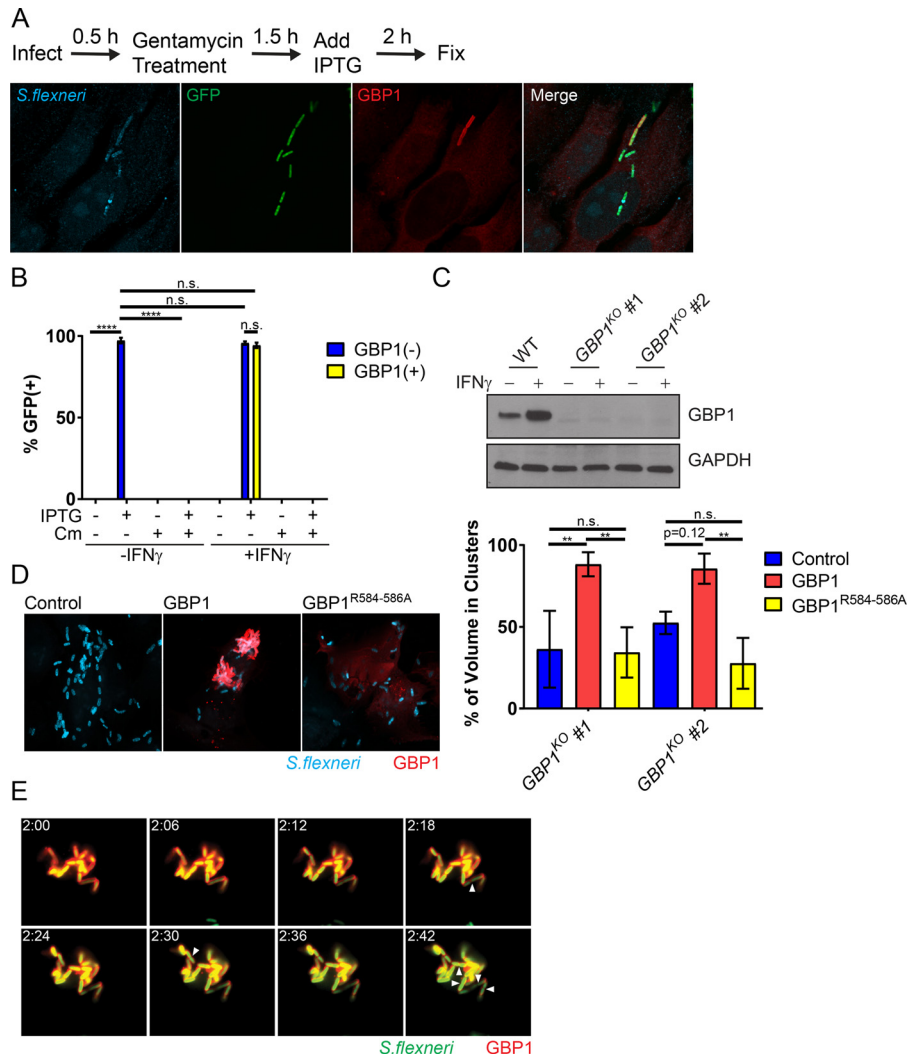 A
Infect 0.5 h Gentamycin Treatment 1.5 h Add IPTG 2 h Fix
S.flexneri GFP GBP1 Merge
B
n.s.
n.s.
**** **** n.s.
% GFP(+)
100
50
0
GBP1(-)
GBP1(+)
IPTG - + - + - + - +
Cm - - + + - - + +
-IFNγ +IFNγ
C
WT GBP1KO #1 GBP1KO #2
IFNγ − + − + − +
GBP1
GAPDH
D
Control GBP1 GBP1R584-586A
S.flexneri GBP1
n.s. n.s.
** ** p=0.12 **
% of Volume in Clusters
100
50
0
Control
GBP1
GBP1R584-586A
GBP1KO #1 GBP1KO #2
E
2:00 2:06 2:12 2:18
2:24 2:30 2:36 2:42
S.flexneri GBP1